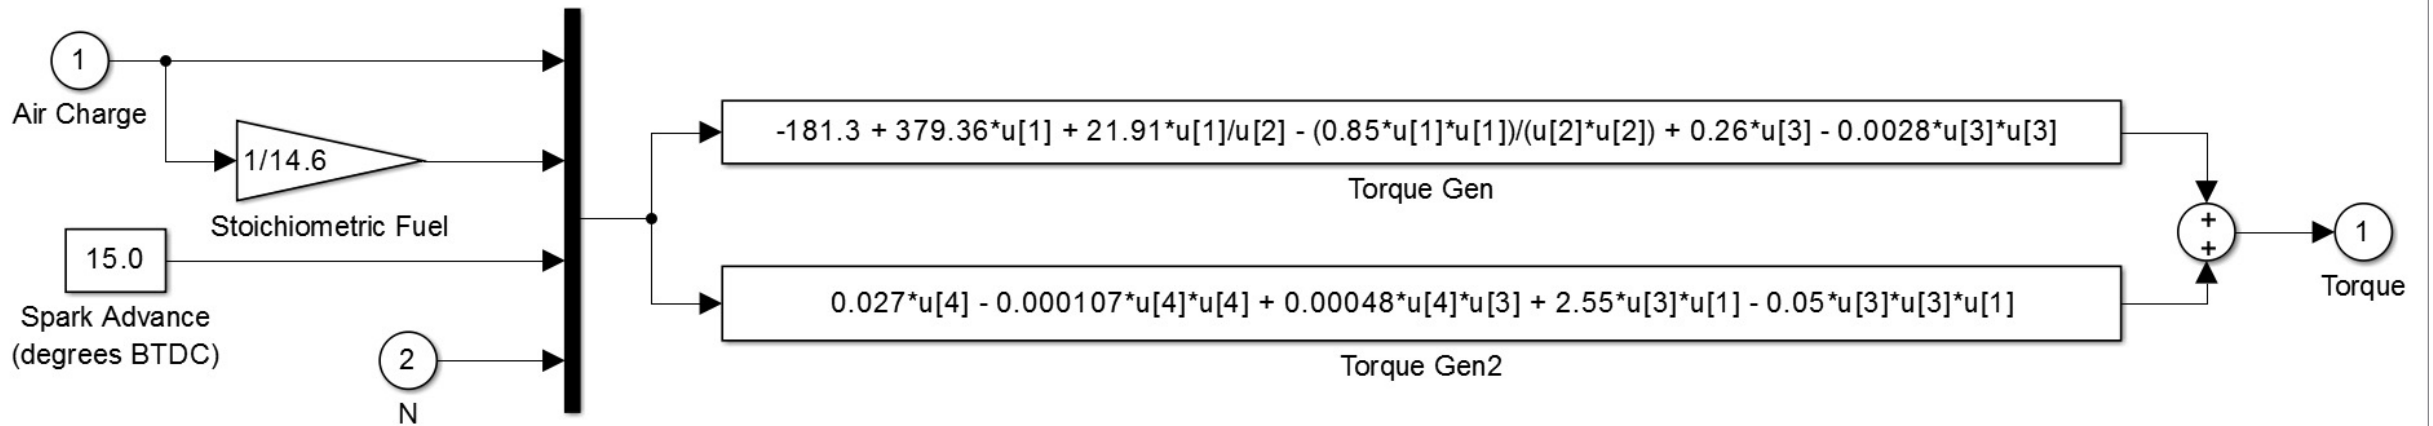 1
Air Charge
1/14.6
Stoichiometric Fuel
15.0
Spark Advance
(degrees BTDC)
2
N
-181.3 + 379.36*u[1] + 21.91*u[1]/u[2] - (0.85*u[1]*u[1])/(u[2]*u[2]) + 0.26*u[3] - 0.0028*u[3]*u[3]
Torque Gen
0.027*u[4] - 0.000107*u[4]*u[4] + 0.00048*u[4]*u[3] + 2.55*u[3]*u[1] - 0.05*u[3]*u[3]*u[1]
Torque Gen2
+
+
1
Torque